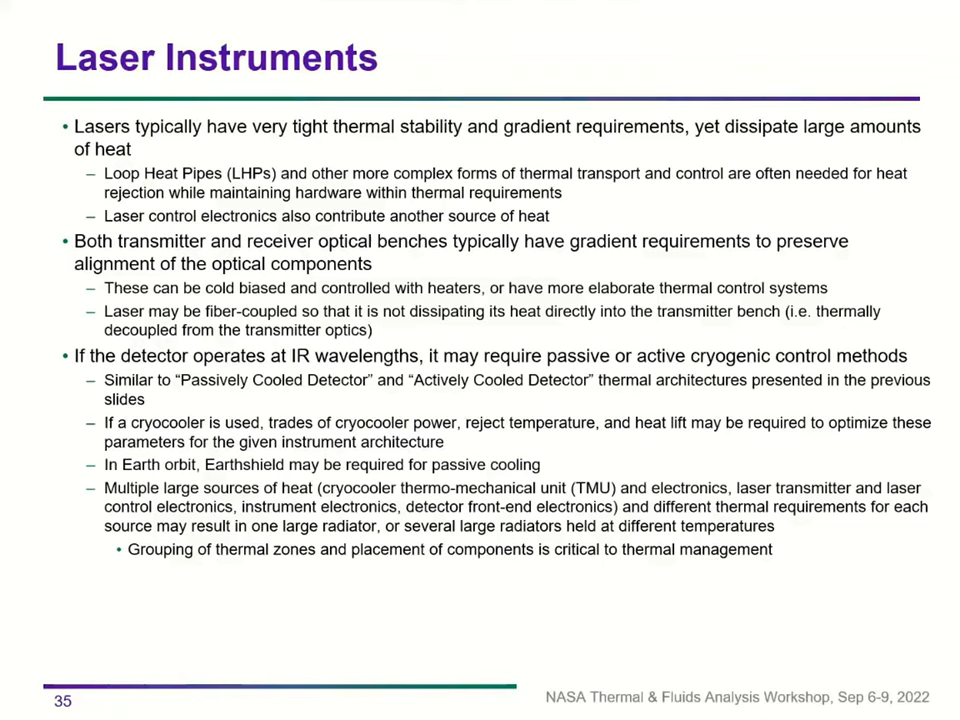 Laser Instruments
• Lasers typically have very tight thermal stability and gradient requirements, yet dissipate large amounts
of heat
– Loop Heat Pipes (LHPs) and other more complex forms of thermal transport and control are often needed for heat
rejection while maintaining hardware within thermal requirements
– Laser control electronics also contribute another source of heat
• Both transmitter and receiver optical benches typically have gradient requirements to preserve
alignment of the optical components
– These can be cold biased and controlled with heaters, or have more elaborate thermal control systems
– Laser may be fiber-coupled so that it is not dissipating its heat directly into the transmitter bench (i.e. thermally
decoupled from the transmitter optics)
• If the detector operates at IR wavelengths, it may require passive or active cryogenic control methods
– Similar to “Passively Cooled Detector” and “Actively Cooled Detector” thermal architectures presented in the previous
slides
– If a cryocooler is used, trades of cryocooler power, reject temperature, and heat lift may be required to optimize these
parameters for the given instrument architecture
– In Earth orbit, Earthshield may be required for passive cooling
– Multiple large sources of heat (cryocooler thermo-mechanical unit (TMU) and electronics, laser transmitter and laser
control electronics, instrument electronics, detector front-end electronics) and different thermal requirements for each
source may result in one large radiator, or several large radiators held at different temperatures
• Grouping of thermal zones and placement of components is critical to thermal management
35
NASA Thermal & Fluids Analysis Workshop, Sep 6-9, 2022